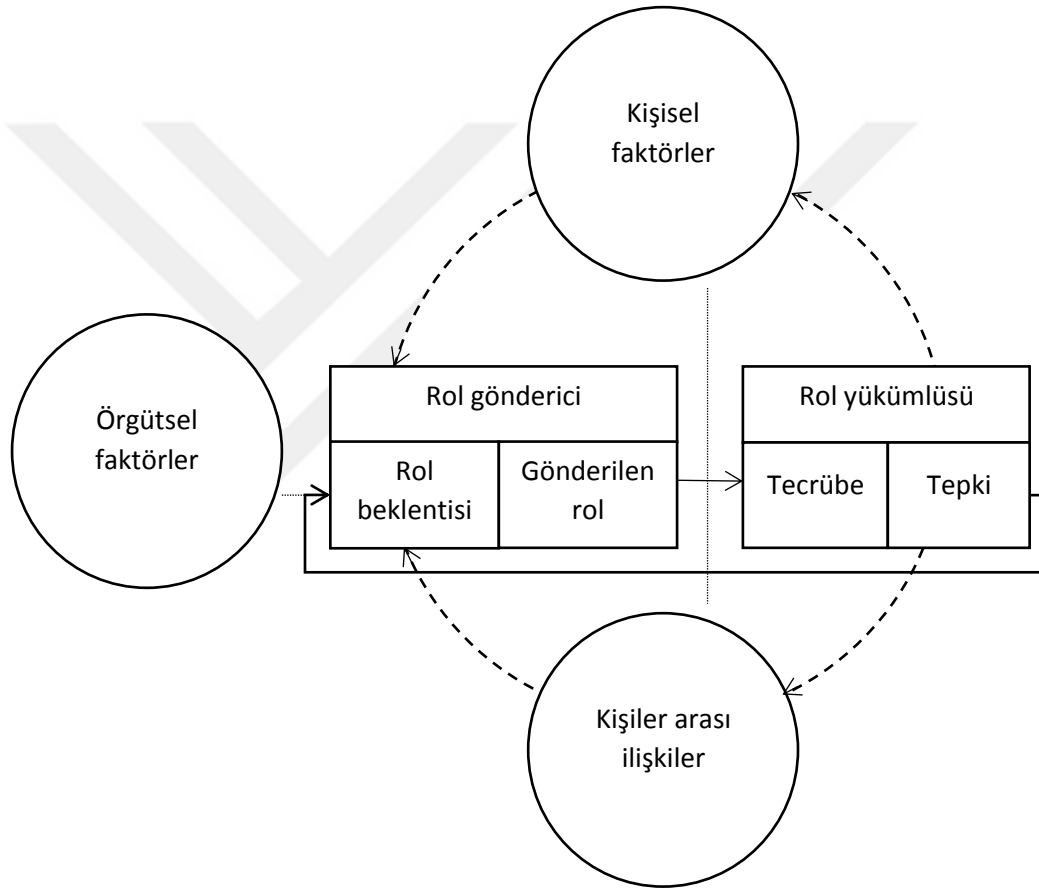 Kişisel
faktörler
Örgütsel
faktörler
Rol gönderici
Rol
beklentisi
Gönderilen
rol
Rol yükümlüsü
Tecrübe
Tepki
Kişiler arası
ilişkiler